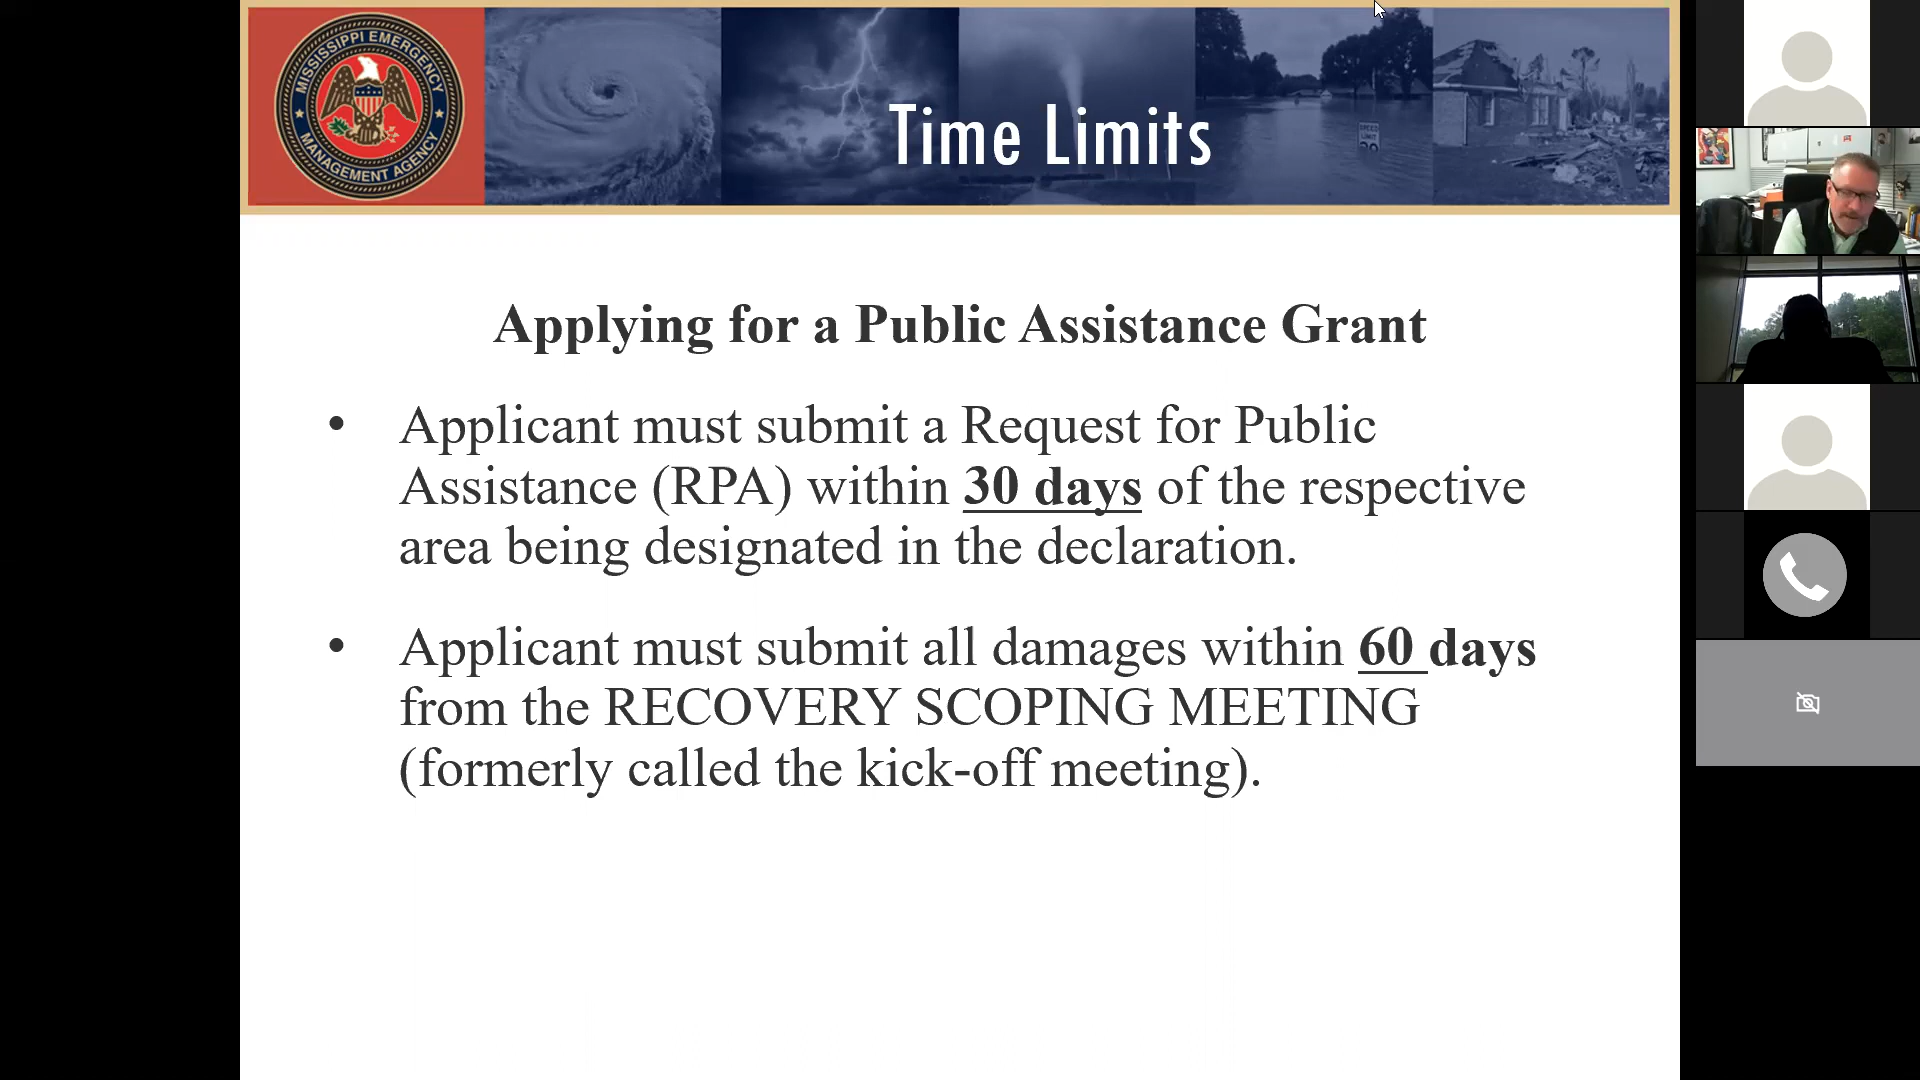 MISSISSIPPI EMERGENCY
MANAGEMENT AGENCY
Time Limits
SPEED
LIMIT
Applying for a Public Assistance Grant
• Applicant must submit a Request for Public
Assistance (RPA) within 30 days of the respective
area being designated in the declaration.
• Applicant must submit all damages within 60 days
from the RECOVERY SCOPING MEETING
(formerly called the kick-off meeting).